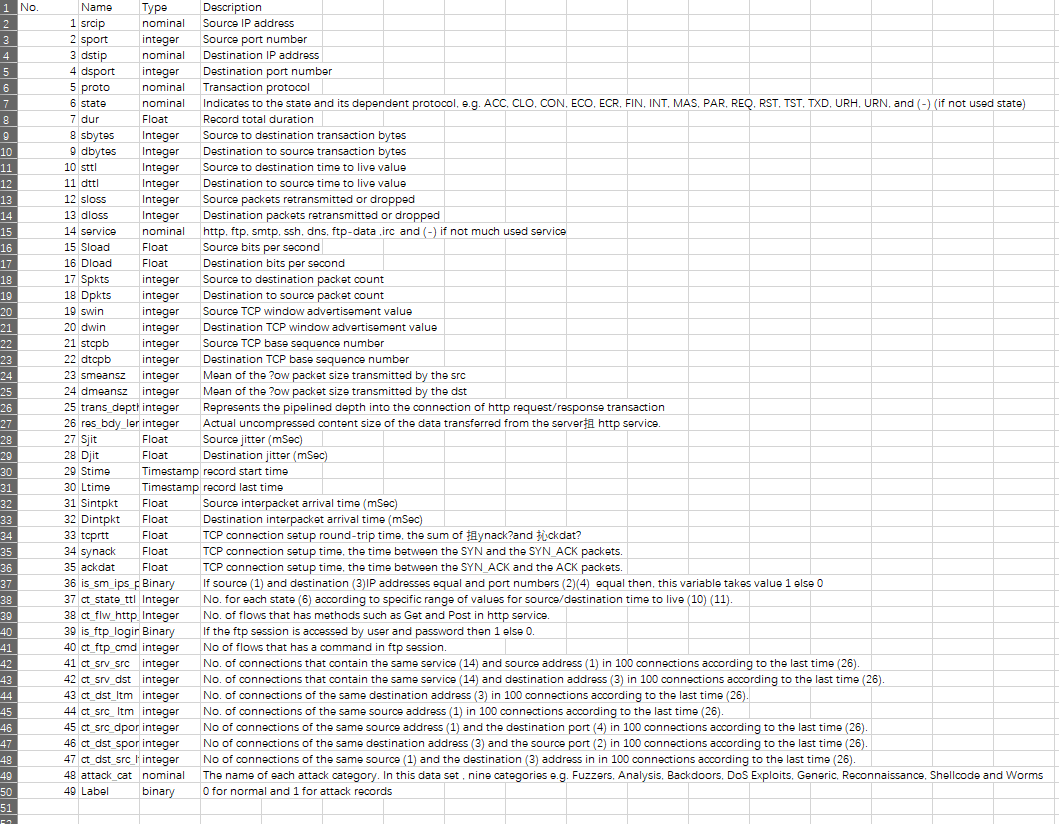 1 No. Name Type Description
2 1 srcip nominal Source IP address
3 2 sport integer Source port number
4 3 dstip nominal Destination IP address
5 4 dsport integer Destination port number
6 5 proto nominal Transaction protocol
7 6 state nominal Indicates to the state and its dependent protocol, e.g. ACC, CLO, CON, ECO, ECR, FIN, INT, MAS, PAR, REQ, RST, TST, TXD, URH, URN, and (-) (if not used state)
8 7 dur Float Record total duration
9 8 sbytes Integer Source to destination transaction bytes
10 9 dbytes Integer Destination to source transaction bytes
11 10 sttl Integer Source to destination time to live value
12 11 dttl Integer Destination to source time to live value
13 12 sloss Integer Source packets retransmitted or dropped
14 13 dloss Integer Destination packets retransmitted or dropped
15 14 service nominal http, ftp, smtp, ssh, dns, ftp-data ,irc and (-) if not much used service
16 15 Sload Float Source bits per second
17 16 Dload Float Destination bits per second
18 17 Spkts integer Source to destination packet count
19 18 Dpkts integer Destination to source packet count
20 19 swin integer Source TCP window advertisement value
21 20 dwin integer Destination TCP window advertisement value
22 21 stcpb integer Source TCP base sequence number
23 22 dtcpb integer Destination TCP base sequence number
24 23 smeansz integer Mean of the ?ow packet size transmitted by the src
25 24 dmeansz integer Mean of the ?ow packet size transmitted by the dst
26 25 trans_depth integer Represents the pipelined depth into the connection of http request/response transaction
27 26 res_bdy_ler integer Actual uncompressed content size of the data transferred from the server担 http service.
28 27 Sjit Float Source jitter (mSec)
29 28 Djit Float Destination jitter (mSec)
30 29 Stime Timestamp record start time
31 30 Ltime Timestamp record last time
32 31 Sintpkt Float Source interpacket arrival time (mSec)
33 32 Dintpkt Float Destination interpacket arrival time (mSec)
34 33 tcprtt Float TCP connection setup round-trip time, the sum of 担ynack?and 恥ckdat?
35 34 synack Float TCP connection setup time, the time between the SYN and the SYN_ACK packets.
36 35 ackdat Float TCP connection setup time, the time between the SYN_ACK and the ACK packets.
37 36 is_sm_ips_p Binary If source (1) and destination (3)IP addresses equal and port numbers (2)(4) equal then, this variable takes value 1 else 0
38 37 ct_state_ttl Integer No. for each state (6) according to specific range of values for source/destination time to live (10) (11).
39 38 ct_flw_http_ Integer No. of flows that has methods such as Get and Post in http service.
40 39 is_ftp_login Binary If the ftp session is accessed by user and password then 1 else 0.
41 40 ct_ftp_cmd integer No of flows that has a command in ftp session.
42 41 ct_srv_src integer No. of connections that contain the same service (14) and source address (1) in 100 connections according to the last time (26).
43 42 ct_srv_dst integer No. of connections that contain the same service (14) and destination address (3) in 100 connections according to the last time (26).
44 43 ct_dst_ltm integer No. of connections of the same destination address (3) in 100 connections according to the last time (26).
45 44 ct_src_ ltm integer No. of connections of the same source address (1) in 100 connections according to the last time (26).
46 45 ct_src_dpor integer No of connections of the same source address (1) and the destination port (4) in 100 connections according to the last time (26).
47 46 ct_dst_spor integer No of connections of the same destination address (3) and the source port (2) in 100 connections according to the last time (26).
48 47 ct_dst_src_l integer No of connections of the same source (1) and the destination (3) address in in 100 connections according to the last time (26).
49 48 attack_cat nominal The name of each attack category. In this data set , nine categories e.g. Fuzzers, Analysis, Backdoors, DoS Exploits, Generic, Reconnaissance, Shellcode and Worms
50 49 Label binary 0 for normal and 1 for attack records
51
52